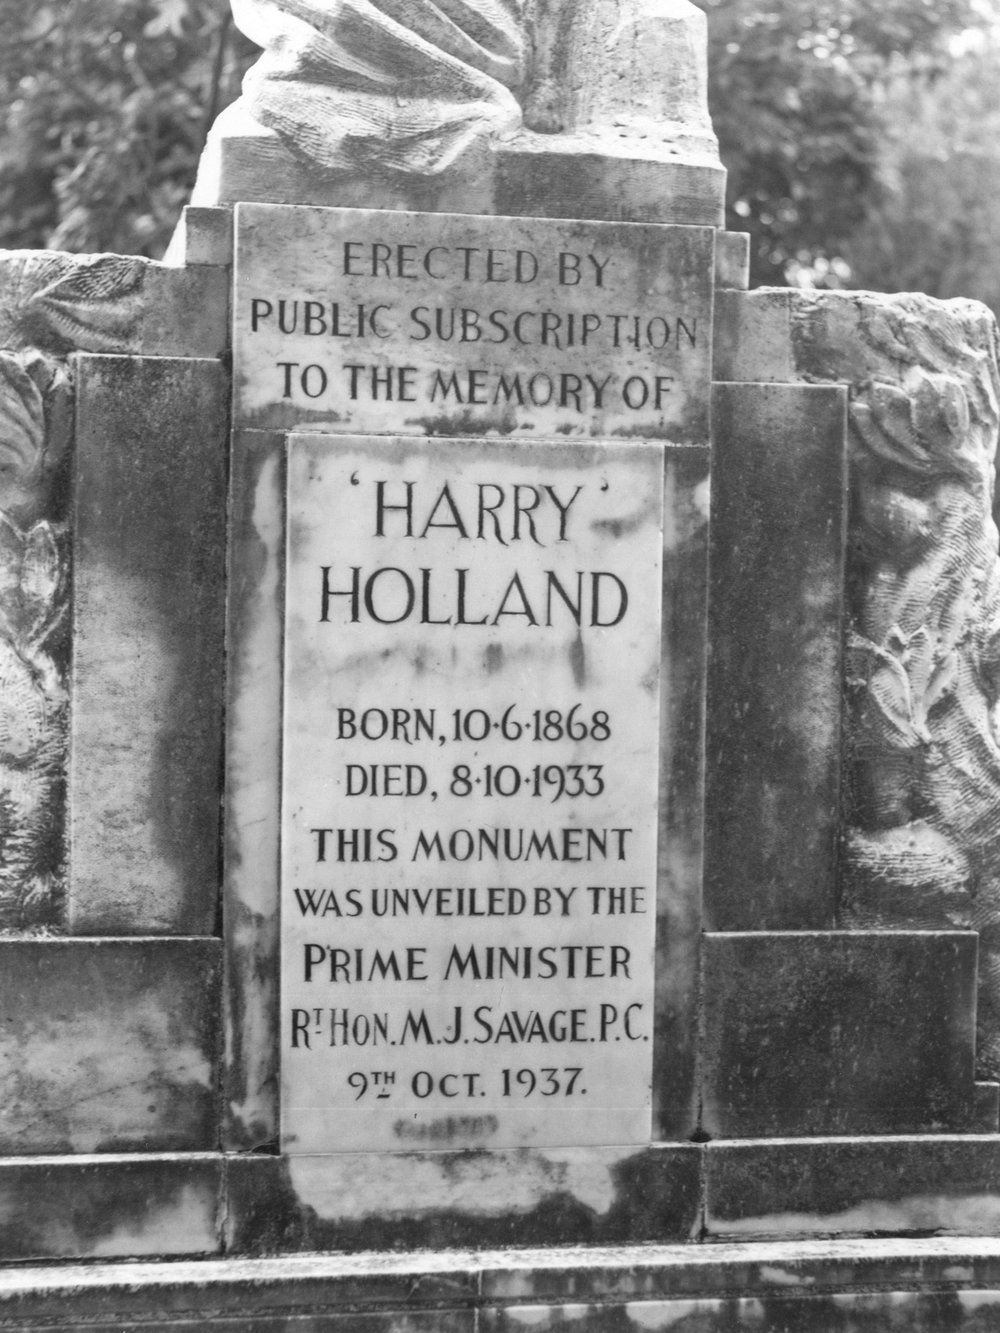 ERECTED BY
PUBLIC SUBSCRIPTION
TO THE MEMORY OF
‘HARRY’
HOLLAND
BORN, 10·6·1868
DIED, 8·10·1933
THIS MONUMENT
WAS UNVEILED BY THE
PRIME MINISTER
RT HON. M. J. SAVAGE. P.C.
9TH OCT. 1937.